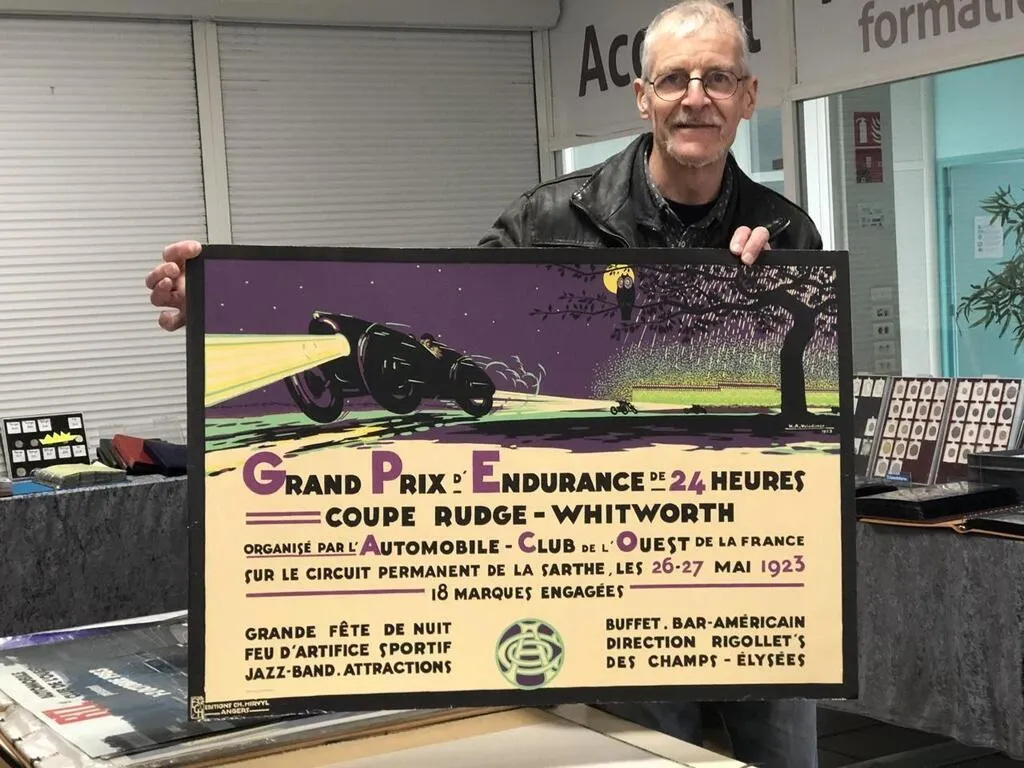 GRAND PRIX D'ENDURANCE DE 24 HEURES
COUPE RUDGE-WHITWORTH
ORGANISÉ PAR L'AUTOMOBILE-CLUB DE L'OUEST DE LA FRANCE
SUR LE CIRCUIT PERMANENT DE LA SARTHE, LES 26-27 MAI 1923
18 MARQUES ENGAGÉES
GRANDE FÊTE DE NUIT
FEU D'ARTIFICE SPORTIF
JAZZ-BAND. ATTRACTIONS
BUFFET. BAR-AMÉRICAIN
DIRECTION RIGOLLET'S
DES CHAMPS-ÉLYSÉES
1923
RTL